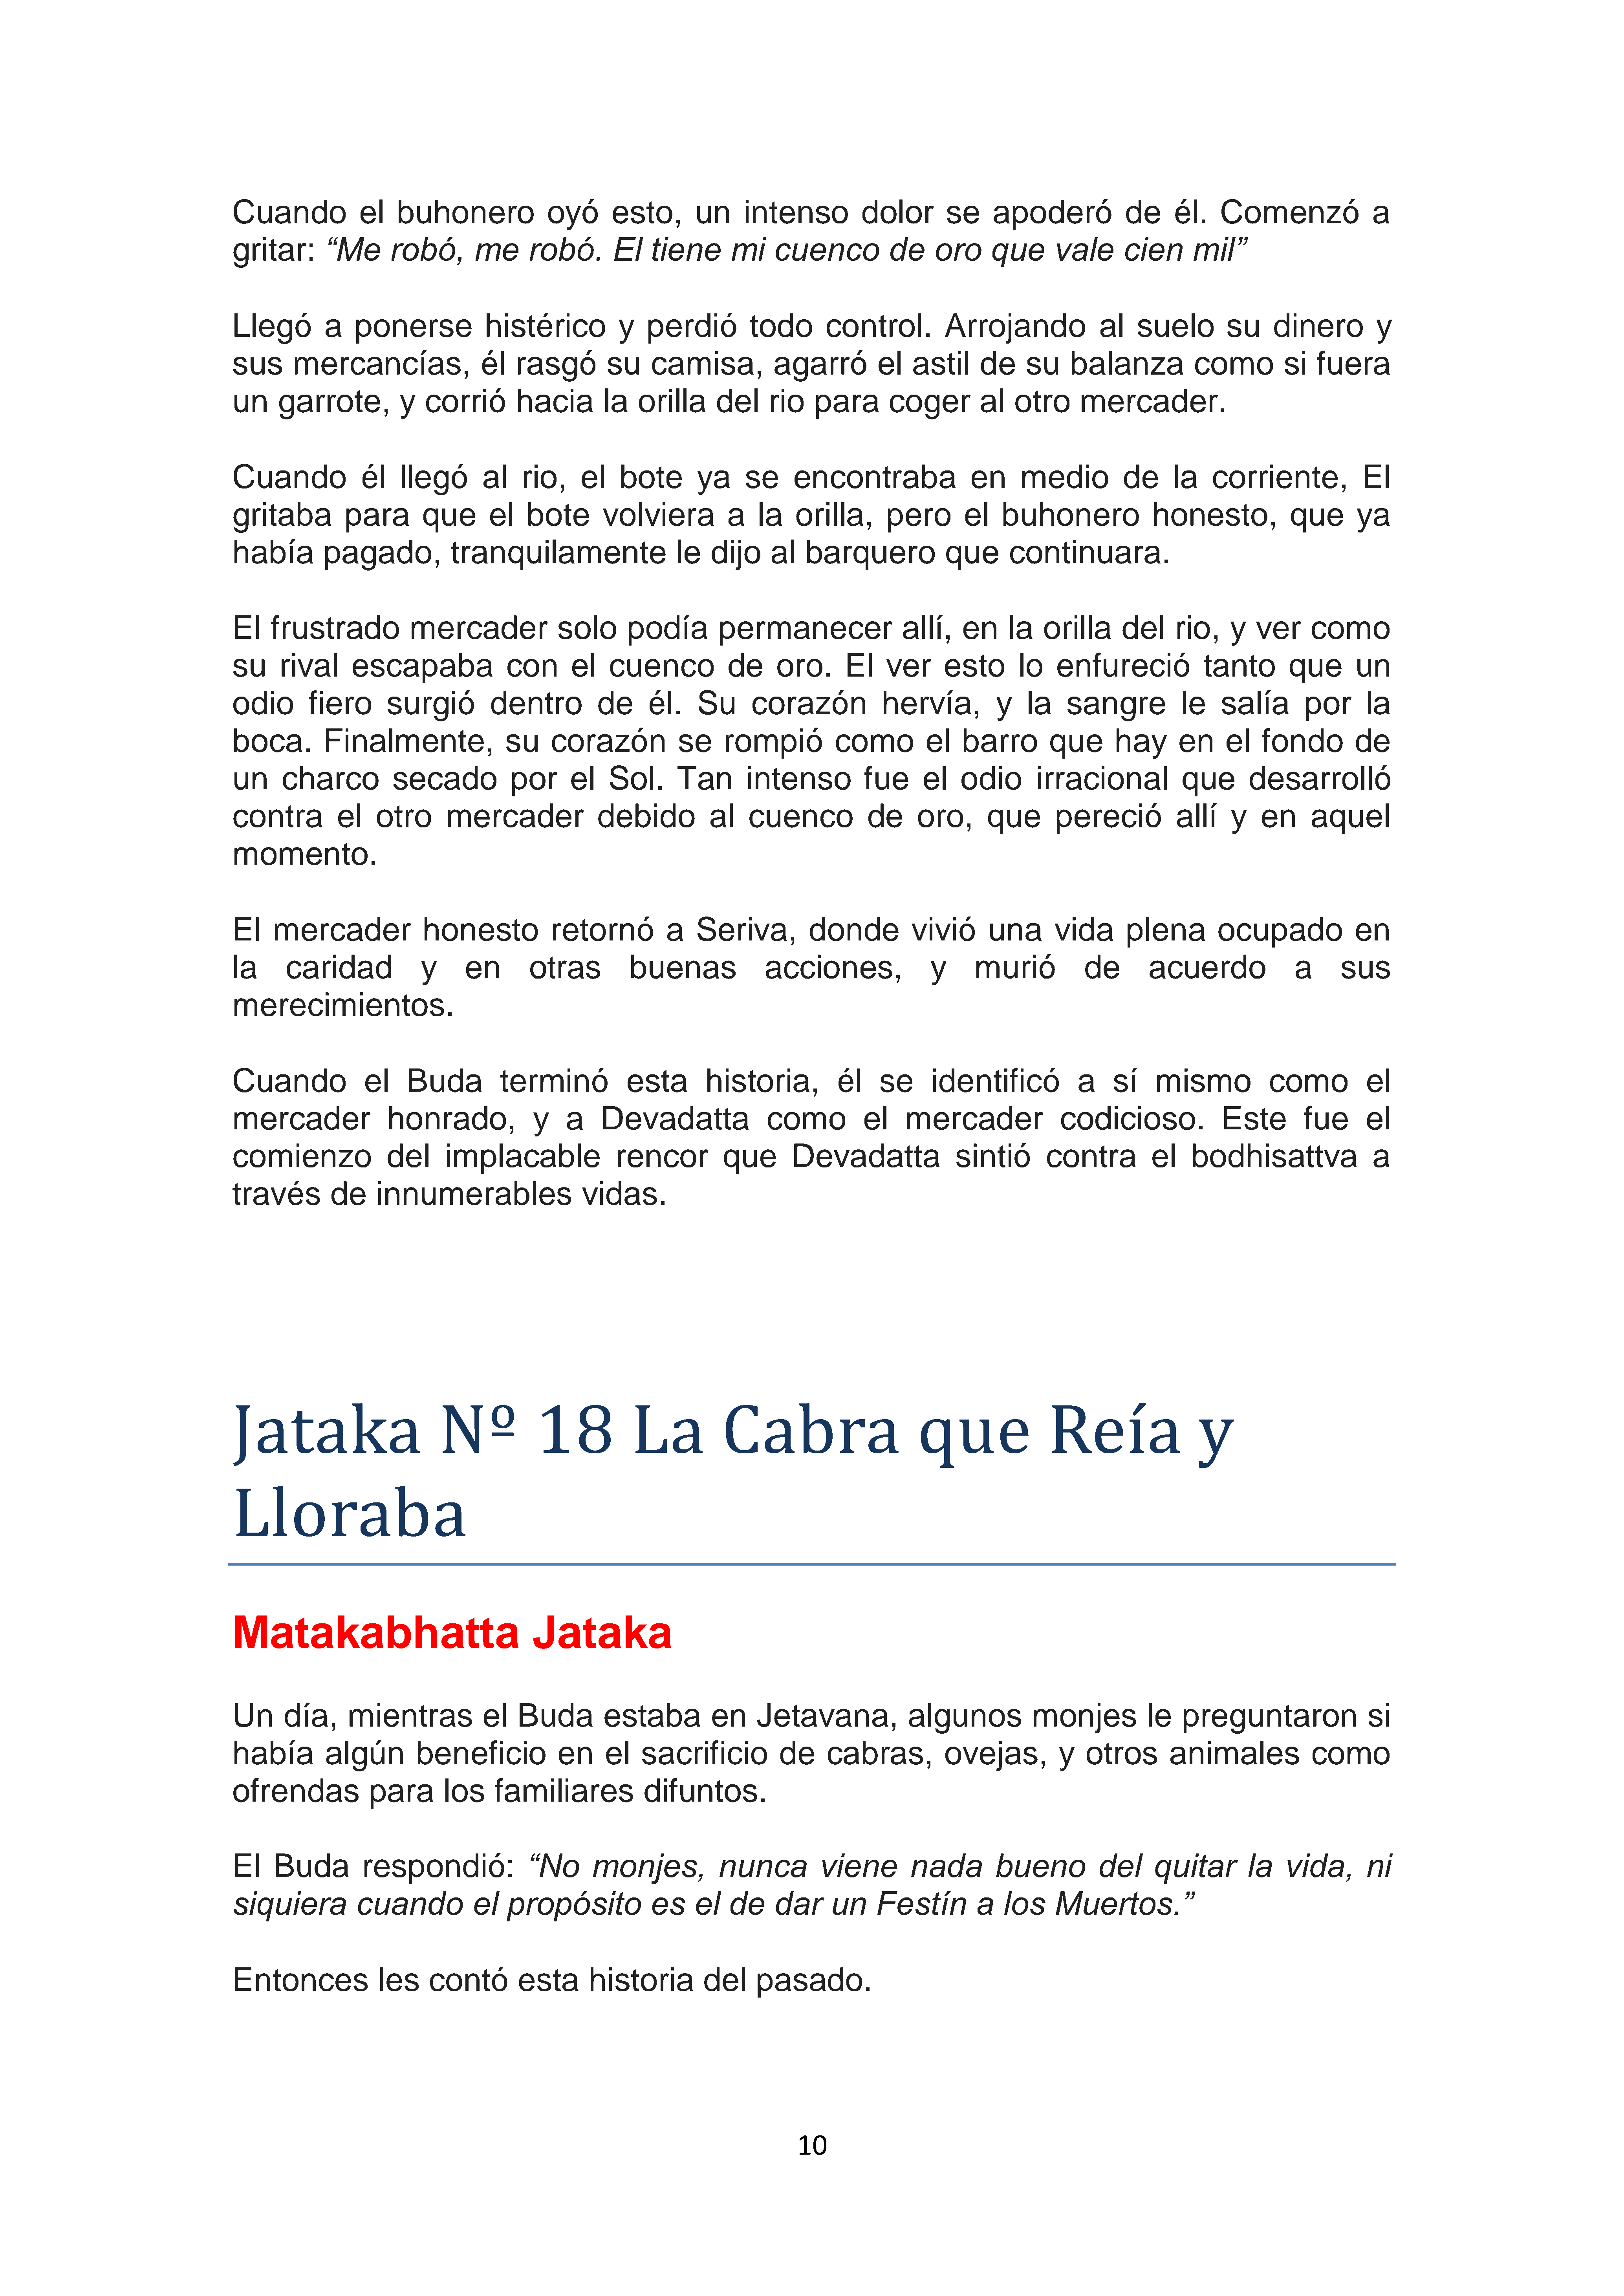 Cuando el buhonero oyó esto, un intenso dolor se apoderó de él. Comenzó a
gritar: “Me robó, me robó. El tiene mi cuenco de oro que vale cien mil”
Llegó a ponerse histérico y perdió todo control. Arrojando al suelo su dinero y
sus mercancías, él rasgó su camisa, agarró el astil de su balanza como si fuera
un garrote, y corrió hacia la orilla del rio para coger al otro mercader.
Cuando él llegó al rio, el bote ya se encontraba en medio de la corriente, El
gritaba para que el bote volviera a la orilla, pero el buhonero honesto, que ya
había pagado, tranquilamente le dijo al barquero que continuara.
El frustrado mercader solo podía permanecer allí, en la orilla del rio, y ver como
su rival escapaba con el cuenco de oro. El ver esto lo enfureció tanto que un
odio fiero surgió dentro de él. Su corazón hervía, y la sangre le salía por la
boca. Finalmente, su corazón se rompió como el barro que hay en el fondo de
un charco secado por el Sol. Tan intenso fue el odio irracional que desarrolló
contra el otro mercader debido al cuenco de oro, que pereció allí y en aquel
momento.
El mercader honesto retornó a Seriva, donde vivió una vida plena ocupado en
la caridad y en otras buenas acciones, y murió de acuerdo a sus
merecimientos.
Cuando el Buda terminó esta historia, él se identificó a sí mismo como el
mercader honrado, y a Devadatta como el mercader codicioso. Este fue el
comienzo del implacable rencor que Devadatta sintió contra el bodhisattva a
través de innumerables vidas.
Jataka Nº 18 La Cabra que Reía y
Lloraba
Matakabhatta Jataka
Un día, mientras el Buda estaba en Jetavana, algunos monjes le preguntaron si
había algún beneficio en el sacrificio de cabras, ovejas, y otros animales como
ofrendas para los familiares difuntos.
El Buda respondió: “No monjes, nunca viene nada bueno del quitar la vida, ni
siquiera cuando el propósito es el de dar un Festín a los Muertos.”
Entonces les contó esta historia del pasado.
10